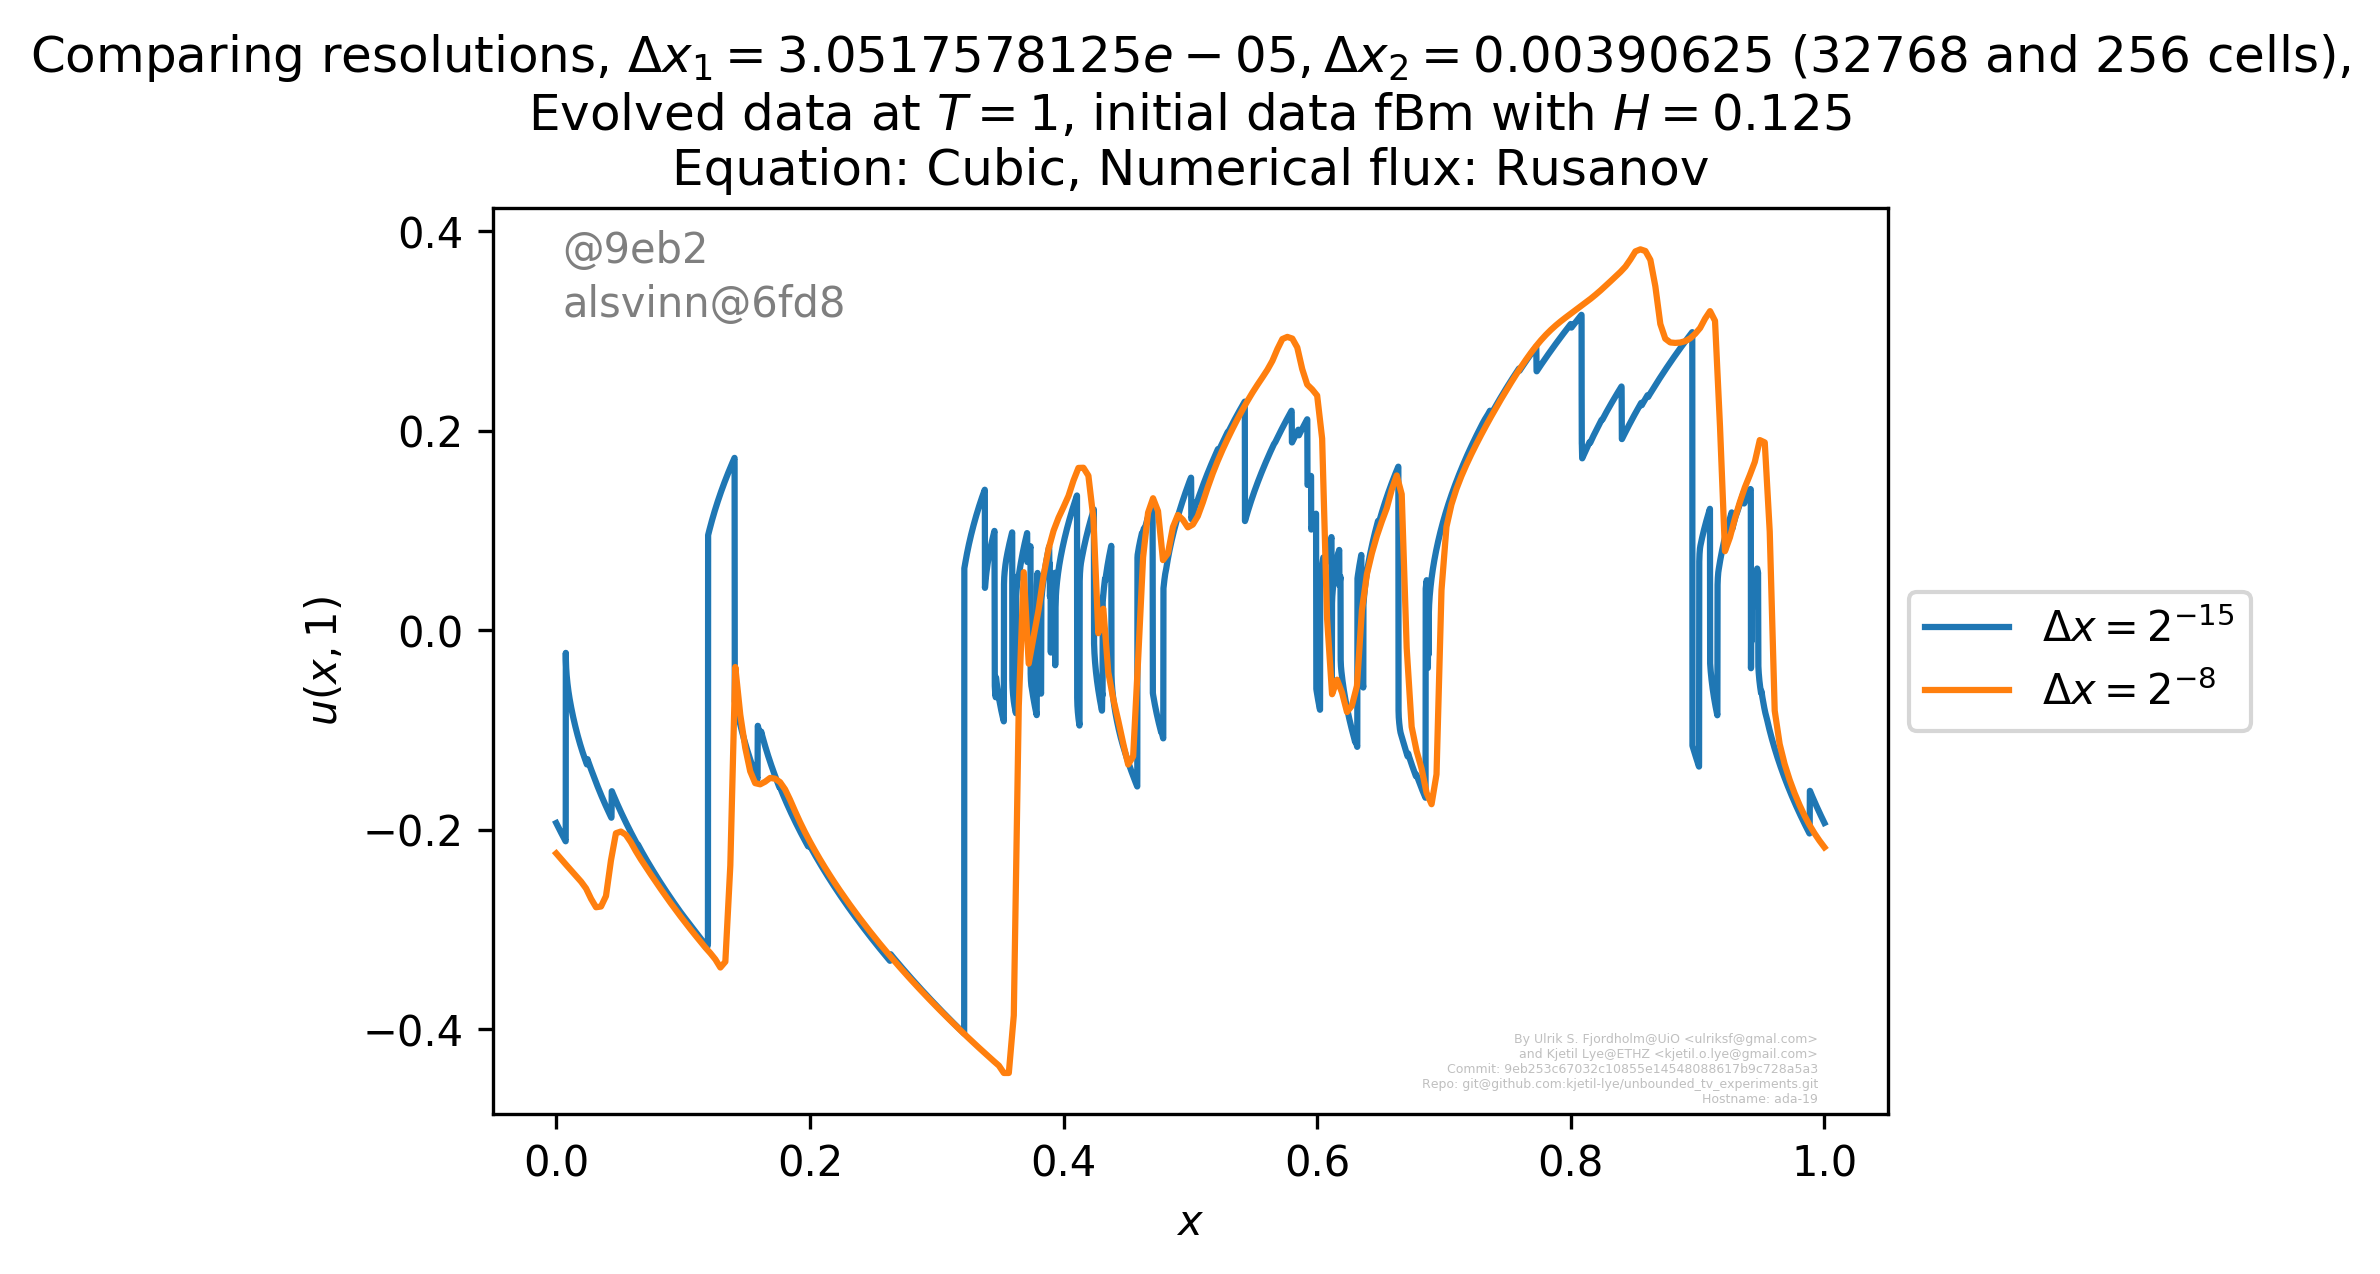 Comparing resolutions, Δx₁ = 3.0517578125e − 05, Δx₂ = 0.00390625 (32768 and 256 cells),
Evolved data at T = 1, initial data fBm with H = 0.125
Equation: Cubic, Numerical flux: Rusanov
@9eb2
alsvinn@6fd8
0.4
0.2
0.0
−0.2
−0.4
u(x, 1)
Δx = 2⁻¹⁵
Δx = 2⁻⁸
By Ulrik S. Fjordholm@UiO <ulriksf@gmal.com>
and Kjetil Lye@ETHZ <kjetil.o.lye@gmail.com>
Commit: 9eb253c67032c10855e14548088617b9c728a5a3
Repo: git@github.com:kjetil-lye/unbounded_tv_experiments.git
Hostname: ada-19
0.0 0.2 0.4 0.6 0.8 1.0
x